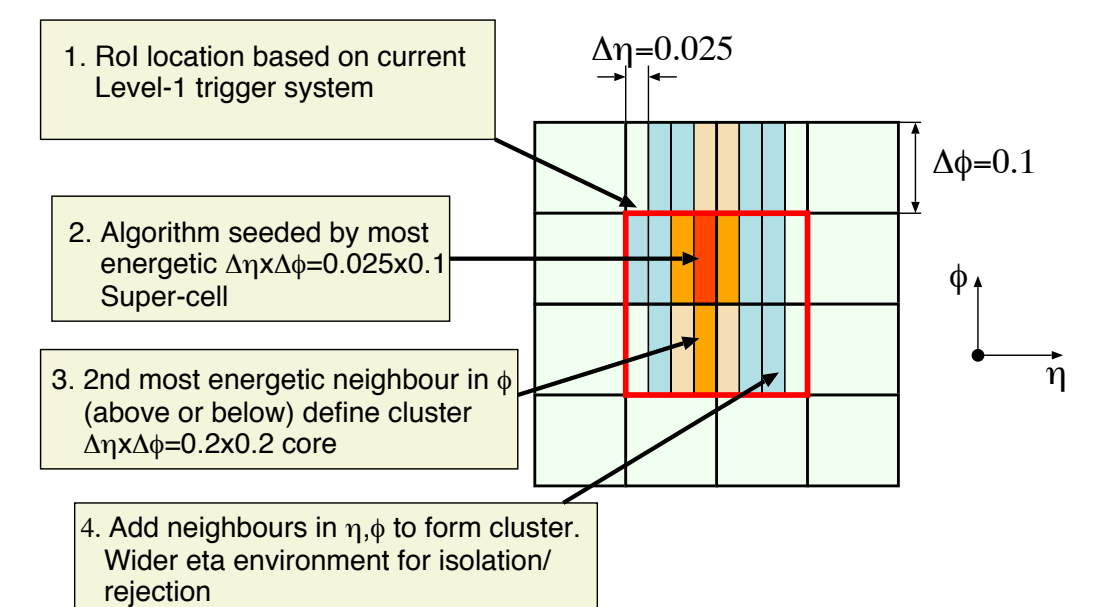 1. RoI location based on current
Level-1 trigger system
Δη=0.025
Δϕ=0.1
2. Algorithm seeded by most
energetic ΔηxΔϕ=0.025x0.1
Super-cell
ϕ
η
3. 2nd most energetic neighbour in ϕ
(above or below) define cluster
ΔηxΔϕ=0.2x0.2 core
4. Add neighbours in η,ϕ to form cluster.
Wider eta environment for isolation/
rejection